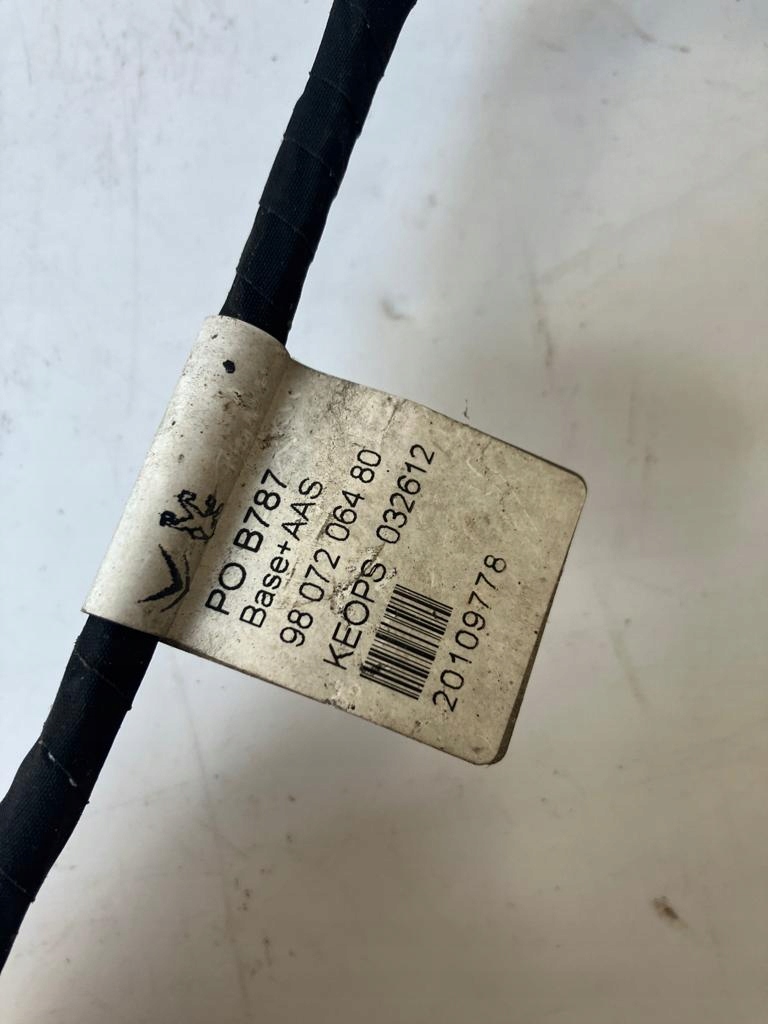 PO B787
Base+AAS
98 072 064 80
KEOPS 032612
20109778